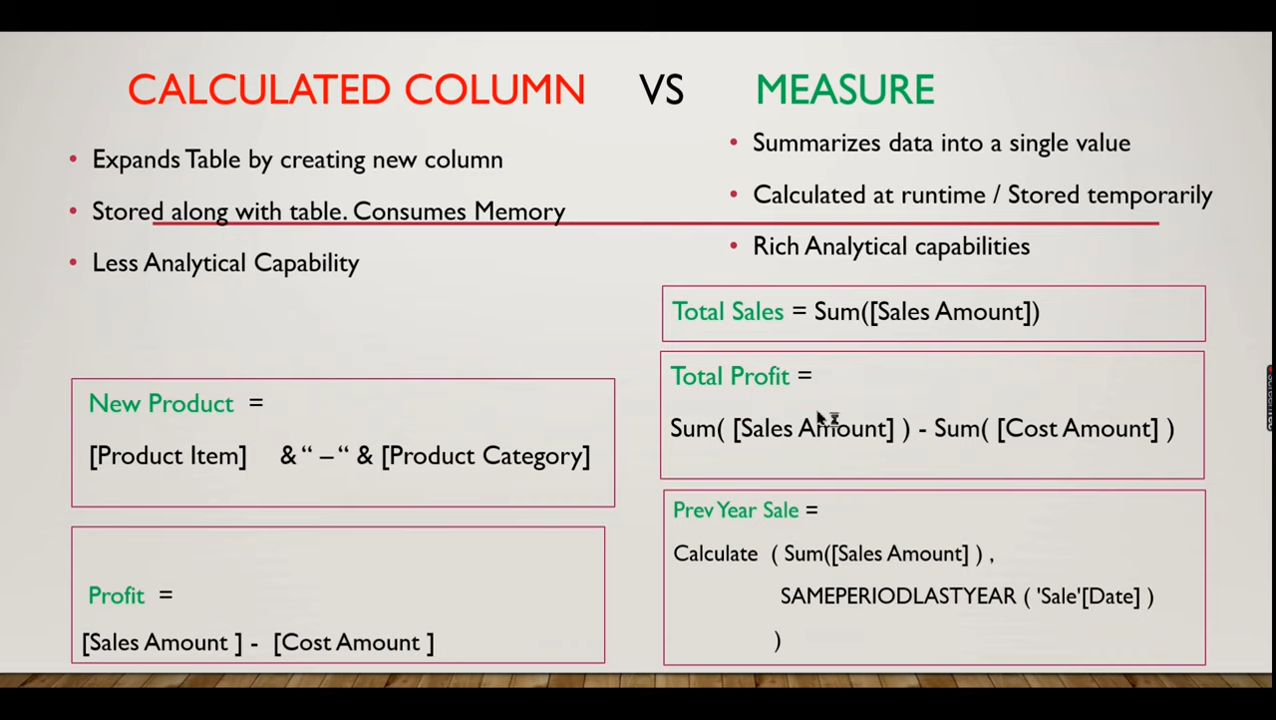 CALCULATED COLUMN VS MEASURE
• Expands Table by creating new column
• Stored along with table. Consumes Memory
• Less Analytical Capability
New Product =
[Product Item] & “ – “ & [Product Category]
Profit =
[Sales Amount ] - [Cost Amount ]
• Summarizes data into a single value
• Calculated at runtime / Stored temporarily
• Rich Analytical capabilities
Total Sales = Sum([Sales Amount])
Total Profit =
Sum( [Sales Amount] ) - Sum( [Cost Amount] )
Prev Year Sale =
Calculate ( Sum([Sales Amount] ) ,
SAMEPERIODLASTYEAR ( 'Sale'[Date] )
)